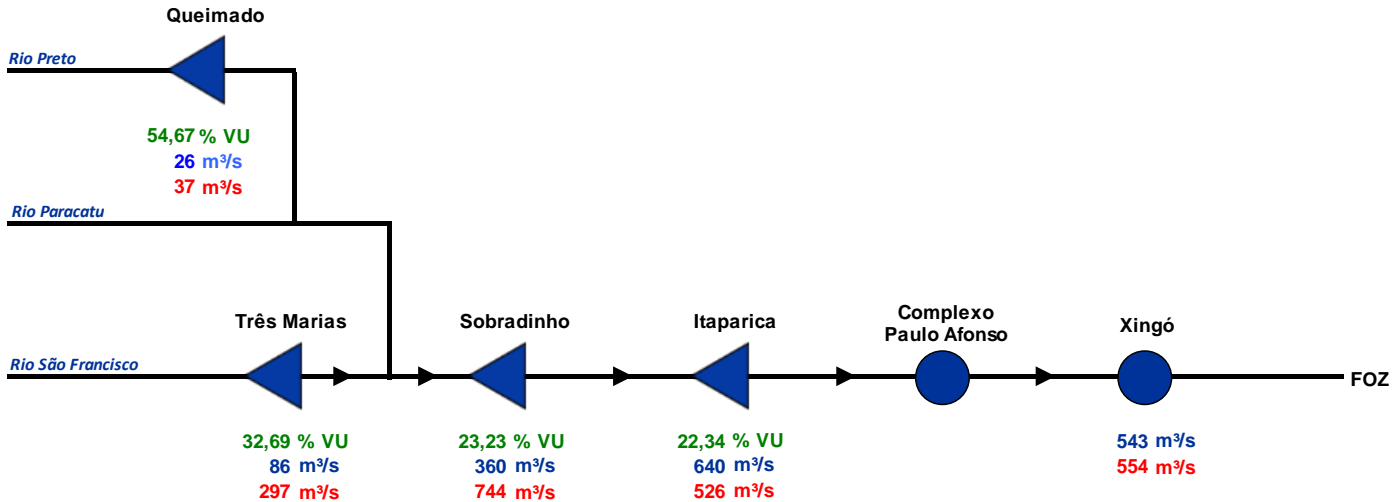 Queimado
Rio Preto
54,67 % VU
26 m³/s
37 m³/s
Rio Paracatu
Três Marias
Sobradinho
Itaparica
Complexo
Paulo Afonso
Xingó
Rio São Francisco
FOZ
32,69 % VU
86 m³/s
297 m³/s
23,23 % VU
360 m³/s
744 m³/s
22,34 % VU
640 m³/s
526 m³/s
543 m³/s
554 m³/s